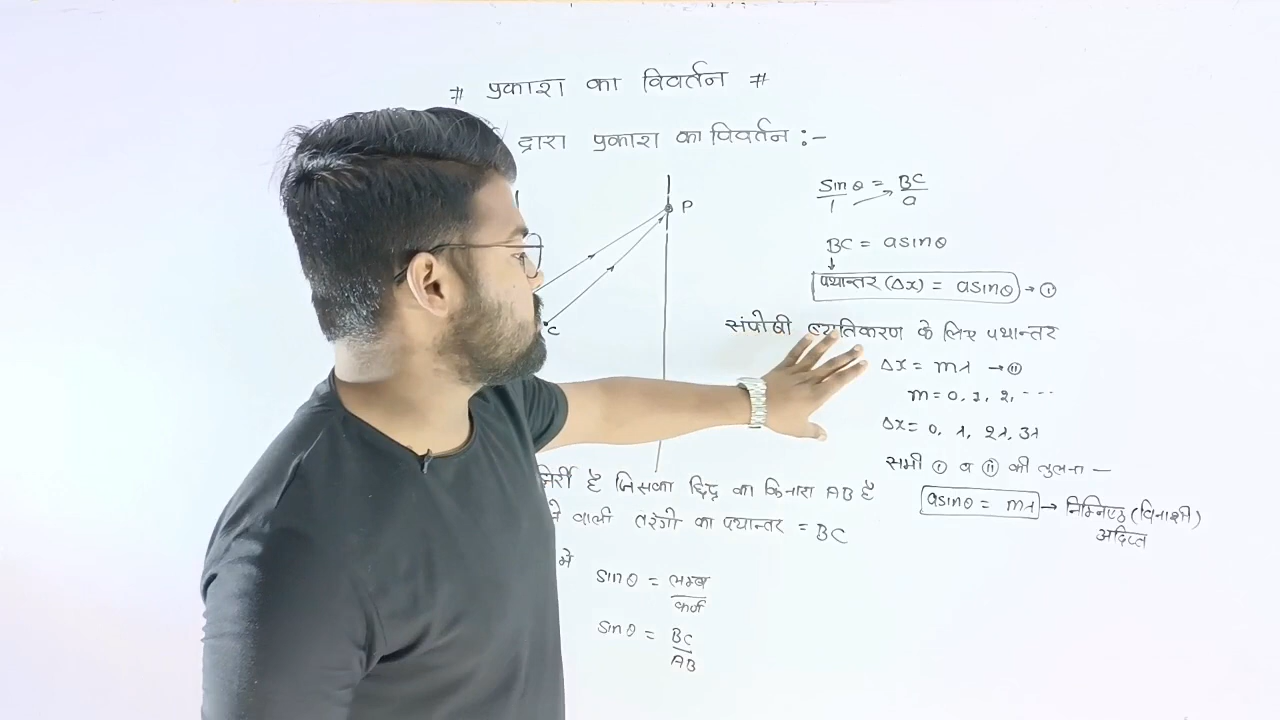 # प्रकाश का विवर्तन #
द्वारा प्रकाश का विवर्तन :-
P
C
sinθ = BC
1 a
BC = asinθ
पथान्तर (Δx) = asinθ → ①
संपोषी व्यतिकरण के लिए पथान्तर
Δx = mλ → ⑪
m = 0, 1, 2, ---
Δx = 0, λ, 2λ, 3λ
समी ① व ⑪ की तुलना —
asinθ = mλ → निम्निष्ठ (विनाशी)
अदिप्त
झिर्री है जिसका छिद्र का किनारा AB है
वाली तरंगो का पथान्तर = BC
में
sinθ = लम्ब
कर्ण
sinθ = BC
AB